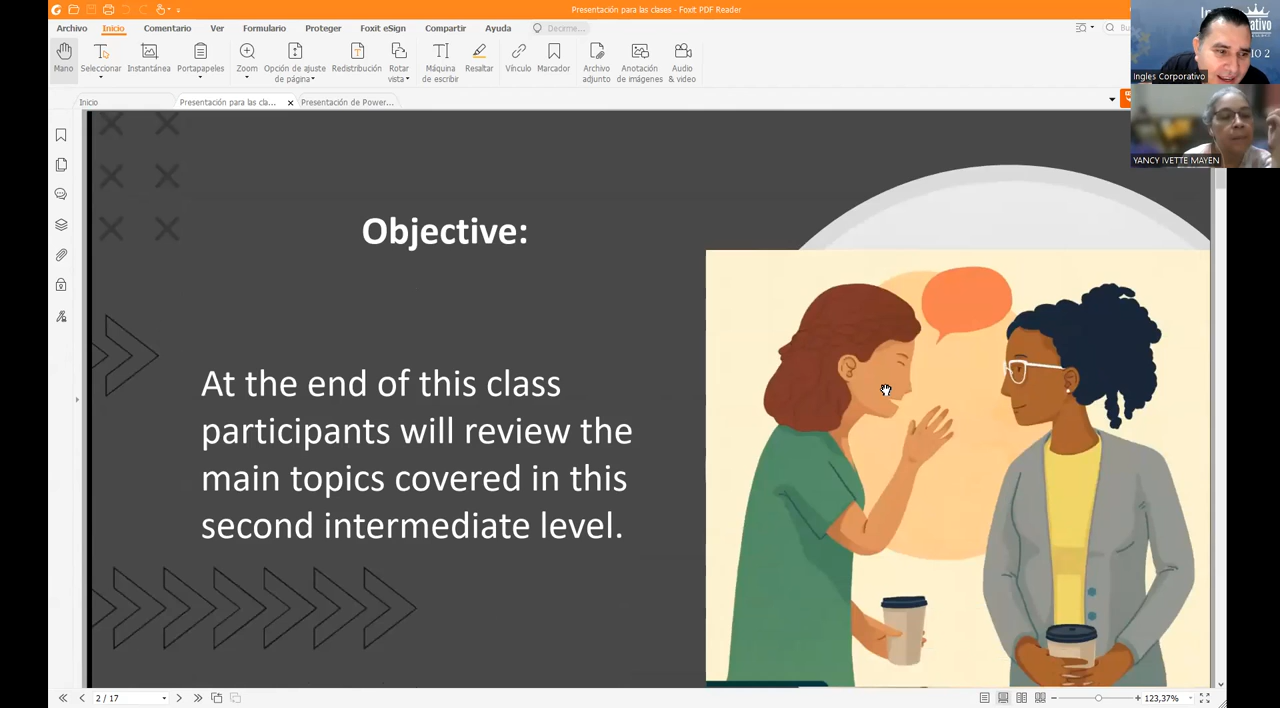 Presentación para las clases - Foxit PDF Reader
Archivo Inicio Comentario Ver Formulario Proteger Foxit eSign Compartir Ayuda Decirme...
Mano Seleccionar Instantánea Portapapeles Zoom Opción de ajuste de página Redistribución Rotar vista Máquina de escribir Resaltar Vínculo Marcador Archivo adjunto Anotación de imágenes Audio & video
Inicio Presentación para las cla... Presentación de Power...
Ingles Corporativo
YANCY IVETTE MAYEN
Objective:
At the end of this class
participants will review the
main topics covered in this
second intermediate level.
2 / 17
123,37%